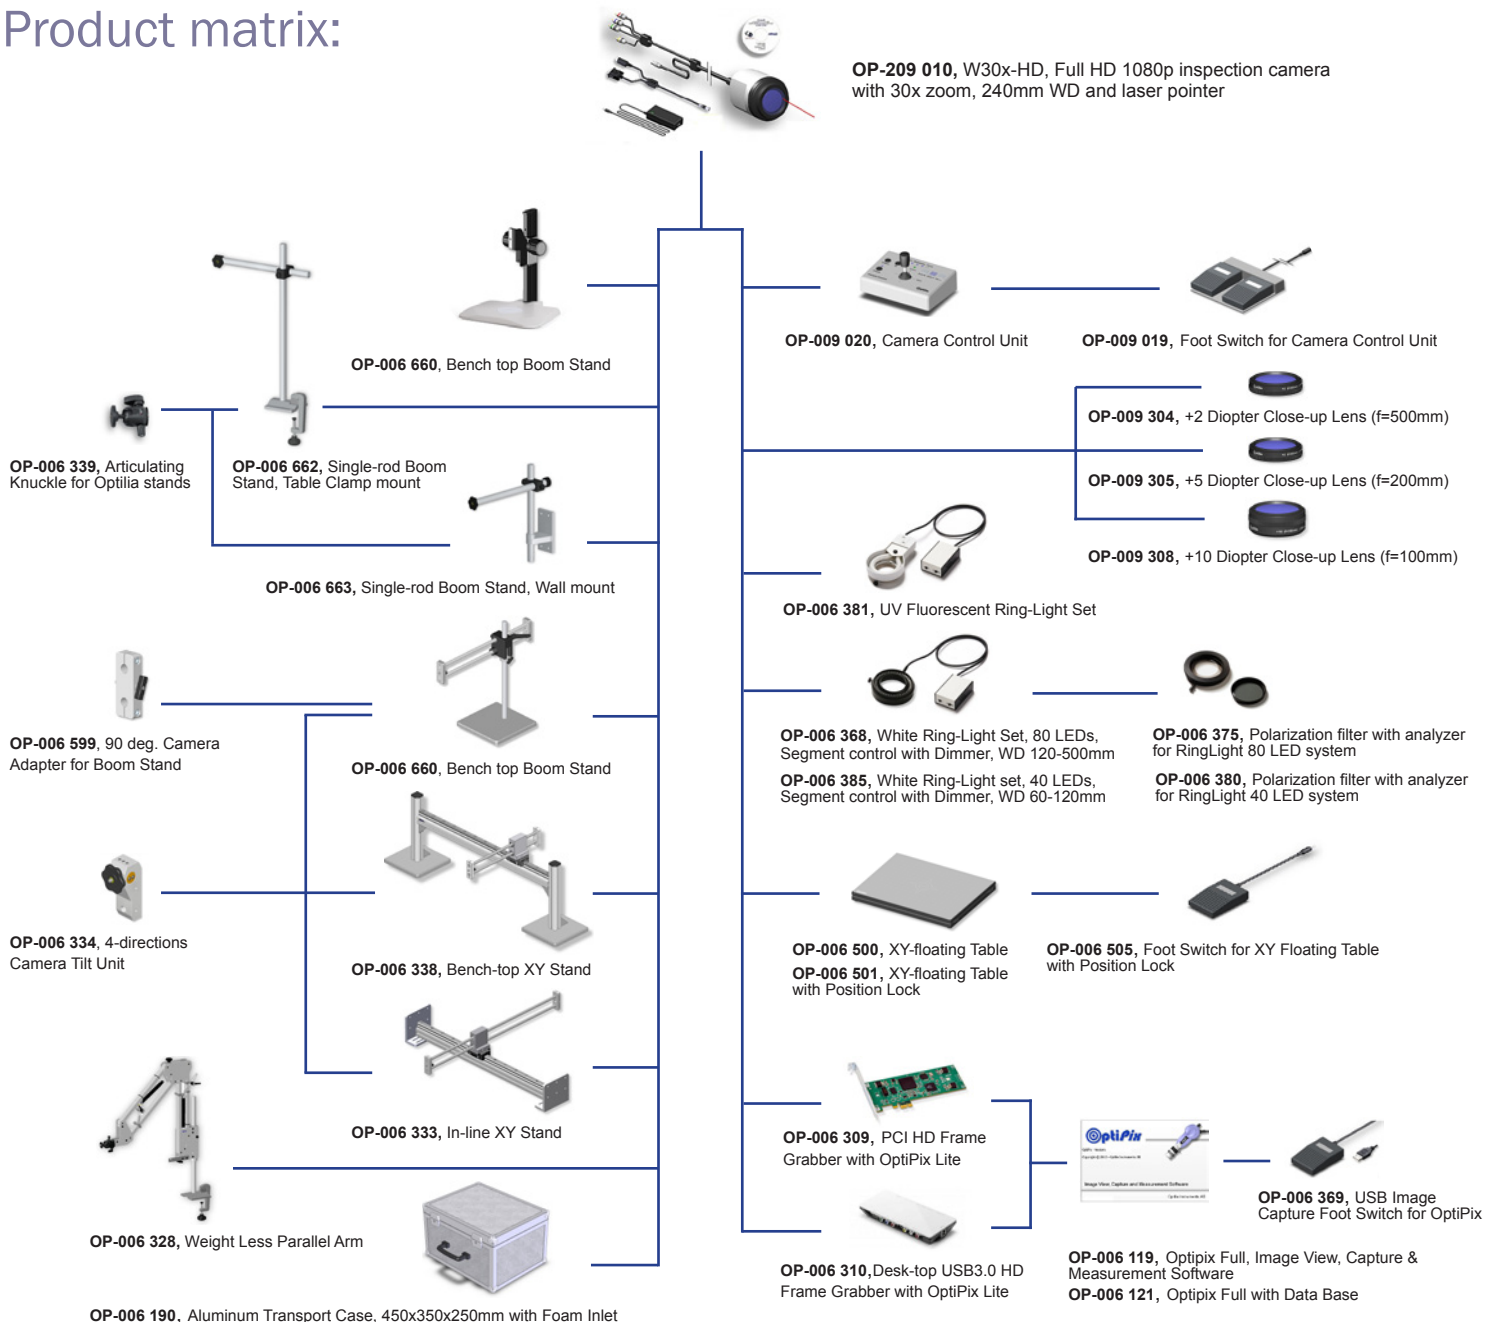 Product matrix:
OP-209 010, W30x-HD, Full HD 1080p inspection camera
with 30x zoom, 240mm WD and laser pointer
OP-006 660, Bench top Boom Stand
OP-009 020, Camera Control Unit
OP-009 019, Foot Switch for Camera Control Unit
OP-009 304, +2 Diopter Close-up Lens (f=500mm)
OP-006 339, Articulating
Knuckle for Optilia stands
OP-006 662, Single-rod Boom
Stand, Table Clamp mount
OP-009 305, +5 Diopter Close-up Lens (f=200mm)
OP-009 308, +10 Diopter Close-up Lens (f=100mm)
OP-006 663, Single-rod Boom Stand, Wall mount
OP-006 381, UV Fluorescent Ring-Light Set
OP-006 599, 90 deg. Camera
Adapter for Boom Stand
OP-006 660, Bench top Boom Stand
OP-006 368, White Ring-Light Set, 80 LEDs,
Segment control with Dimmer, WD 120-500mm
OP-006 385, White Ring-Light set, 40 LEDs,
Segment control with Dimmer, WD 60-120mm
OP-006 375, Polarization filter with analyzer
for RingLight 80 LED system
OP-006 380, Polarization filter with analyzer
for RingLight 40 LED system
OP-006 334, 4-directions
Camera Tilt Unit
OP-006 338, Bench-top XY Stand
OP-006 500, XY-floating Table
OP-006 501, XY-floating Table
with Position Lock
OP-006 505, Foot Switch for XY Floating Table
with Position Lock
OP-006 333, In-line XY Stand
OP-006 309, PCI HD Frame
Grabber with OptiPix Lite
OptiPix
Image View, Capture and Measurement Software
OP-006 369, USB Image
Capture Foot Switch for OptiPix
OP-006 328, Weight Less Parallel Arm
OP-006 310,Desk-top USB3.0 HD
Frame Grabber with OptiPix Lite
OP-006 119, Optipix Full, Image View, Capture &
Measurement Software
OP-006 121, Optipix Full with Data Base
OP-006 190, Aluminum Transport Case, 450x350x250mm with Foam Inlet